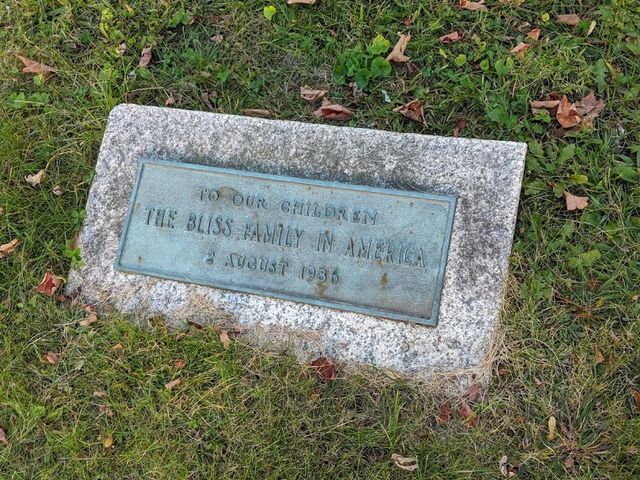 TO OUR CHILDREN
THE BLISS FAMILY IN AMERICA
2 AUGUST 1936